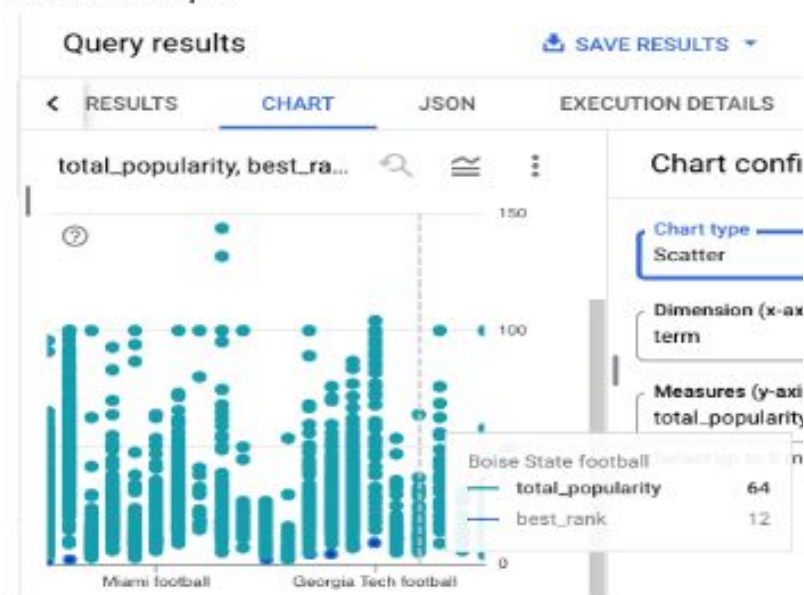 Query results
SAVE RESULTS
RESULTS
CHART
JSON
EXECUTION DETAILS
total_popularity, best_ra...
Chart confi
150
100
0
Miami football
Georgia Tech football
Chart type
Scatter
Dimension (x-ax
term
Measures (y-axi
total_popularity
Boise State football
total_popularity 64
best_rank 12